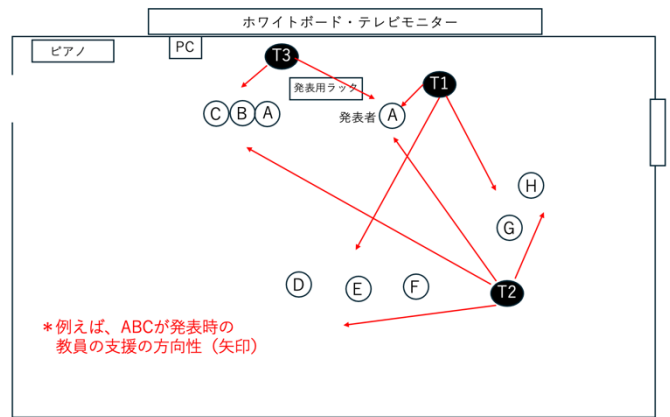 ホワイトボード・テレビモニター
ピアノ
PC
T3
発表用ラック
T1
C B A
発表者 A
H
G
D E F
T2
＊例えば、ABCが発表時の
教員の支援の方向性（矢印）